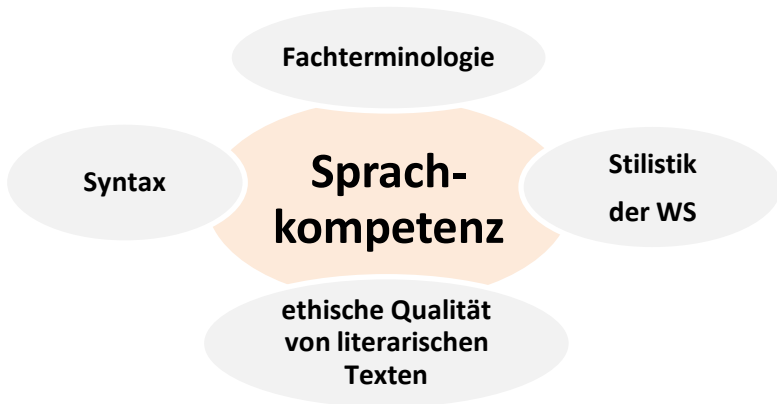 Fachterminologie
Syntax
Sprach-
kompetenz
Stilistik
der WS
ethische Qualität
von literarischen
Texten